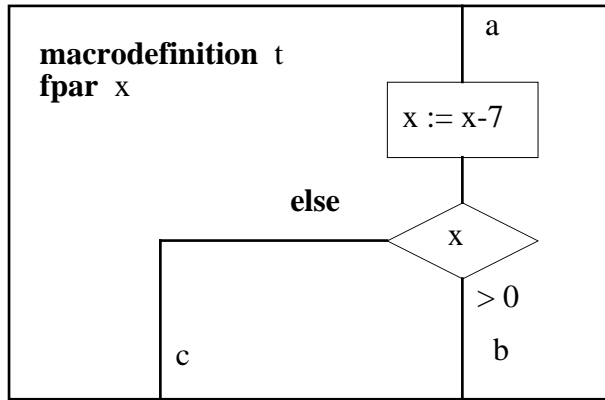 a
macrodefinition t
fpar x
x := x-7
else
x
> 0
c
b